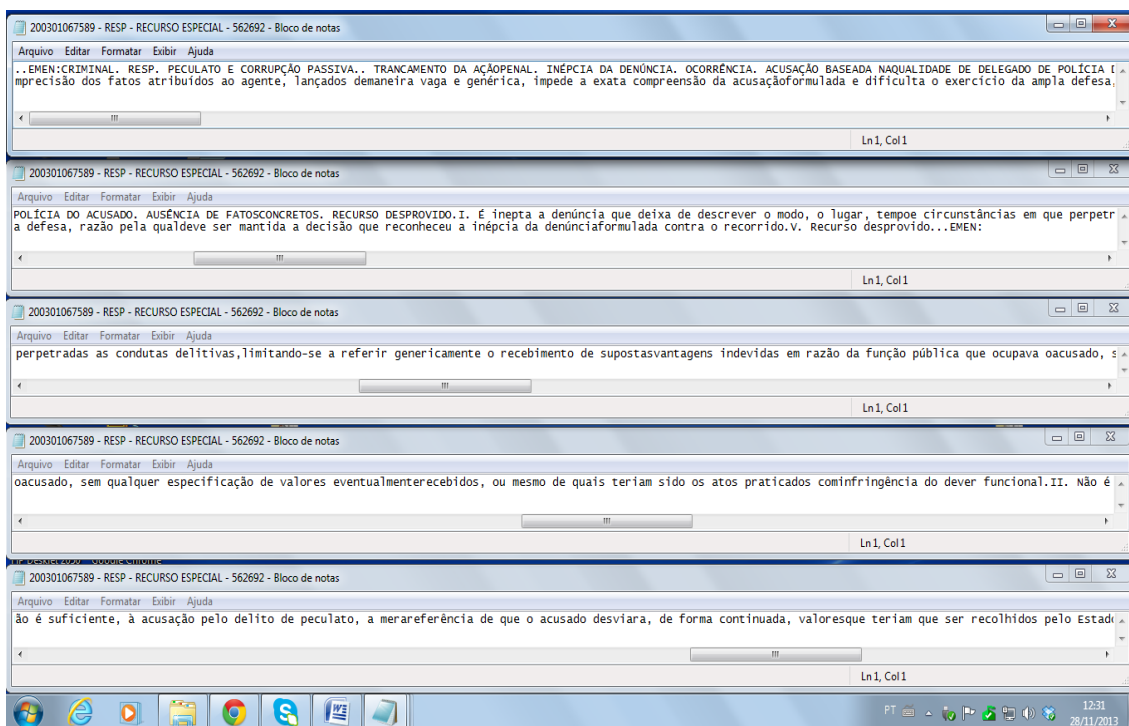 200301067589 - RESP - RECURSO ESPECIAL - 562692 - Bloco de notas
Arquivo Editar Formatar Exibir Ajuda
..EMEN:CRIMINAL. RESP. PECULATO E CORRUPÇÃO PASSIVA.. TRANCAMENTO DA AÇÃOPENAL. INÉPCIA DA DENÚNCIA. OCORRÊNCIA. ACUSAÇÃO BASEADA NAQUALIDADE DE DELEGADO DE POLÍCIA
mprecisão dos fatos atribuídos ao agente, lançados demaneira vaga e genérica, impede a exata compreensão da acusaçãoformulada e dificulta o exercício da ampla defesa,
Ln 1, Col 1
200301067589 - RESP - RECURSO ESPECIAL - 562692 - Bloco de notas
Arquivo Editar Formatar Exibir Ajuda
POLÍCIA DO ACUSADO. AUSÊNCIA DE FATOSCONCRETOS. RECURSO DESPROVIDO.I. É inepta a denúncia que deixa de descrever o modo, o lugar, tempoe circunstâncias em que perpetr
a defesa, razão pela qualdeve ser mantida a decisão que reconheceu a inépcia da denúnciaformulada contra o recorrido.V. Recurso desprovido...EMEN:
Ln 1, Col 1
200301067589 - RESP - RECURSO ESPECIAL - 562692 - Bloco de notas
Arquivo Editar Formatar Exibir Ajuda
perpetradas as condutas delitivas,limitando-se a referir genericamente o recebimento de supostasvantagens indevidas em razão da função pública que ocupava oacusado, s
Ln 1, Col 1
200301067589 - RESP - RECURSO ESPECIAL - 562692 - Bloco de notas
Arquivo Editar Formatar Exibir Ajuda
oacusado, sem qualquer especificação de valores eventualmenterecebidos, ou mesmo de quais teriam sido os atos praticados cominfringência do dever funcional.II. Não é
Ln 1, Col 1
200301067589 - RESP - RECURSO ESPECIAL - 562692 - Bloco de notas
Arquivo Editar Formatar Exibir Ajuda
ão é suficiente, à acusação pelo delito de peculato, a merareferência de que o acusado desviara, de forma continuada, valoresque teriam que ser recolhidos pelo Estado
Ln 1, Col 1
PT
12:31
28/11/2013